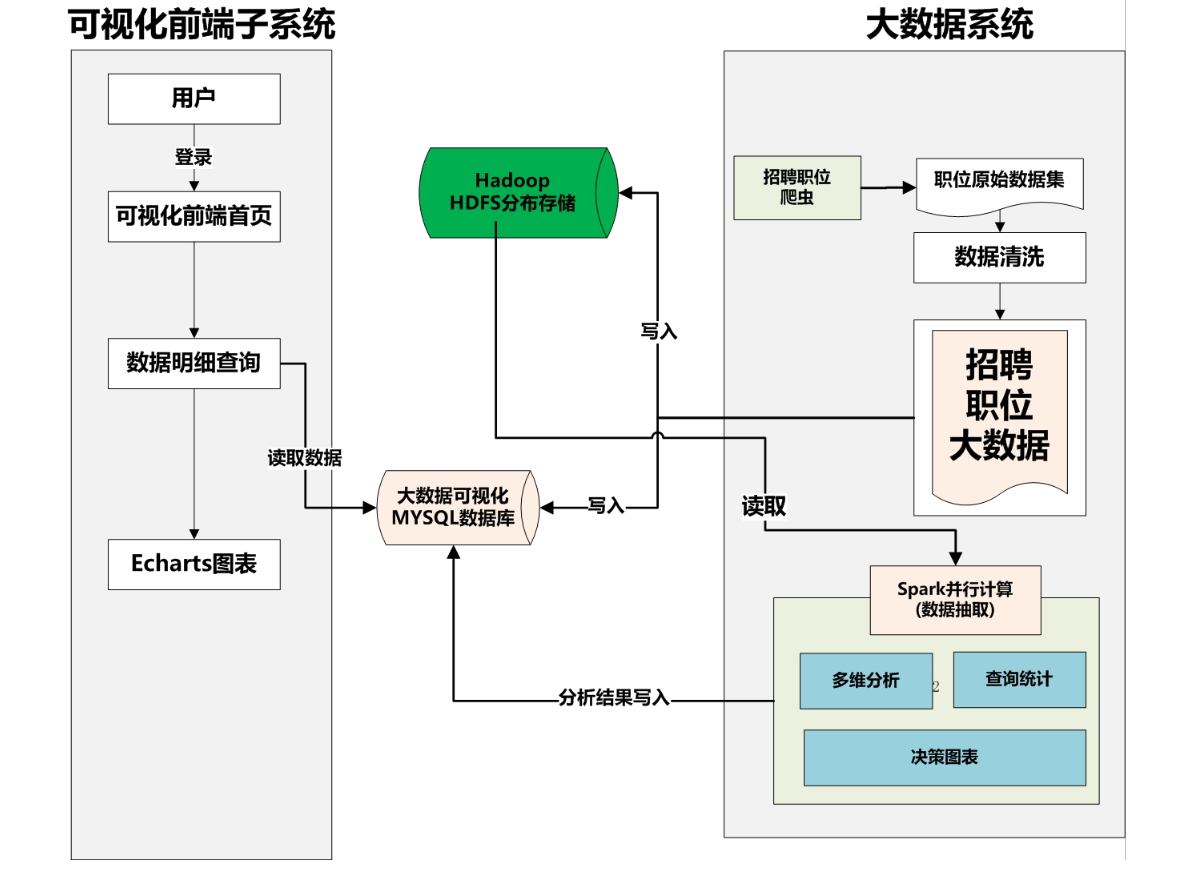 可视化前端子系统
用户
登录
可视化前端首页
数据明细查询
读取数据
Echarts图表
Hadoop
HDFS分布存储
写入
大数据可视化
MYSQL数据库
写入
读取
分析结果写入
大数据系统
招聘职位
爬虫
职位原始数据集
数据清洗
招聘
职位
大数据
Spark并行计算
(数据抽取)
多维分析
2
查询统计
决策图表